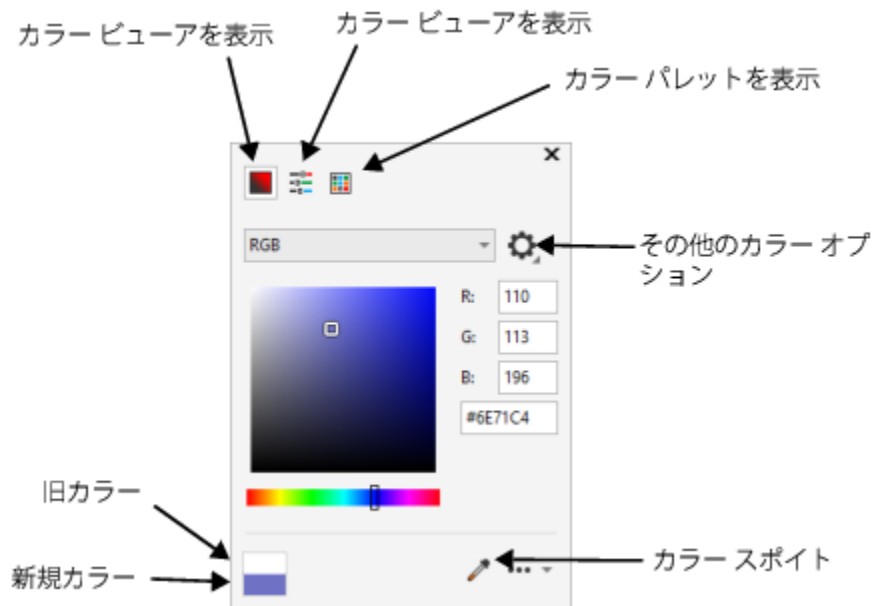 カラー ビューアを表示
カラー ビューアを表示
カラー パレットを表示
RGB
その他のカラー オプ
ション
R: 110
G: 113
B: 196
#6E71C4
旧カラー
新規カラー
カラー スポイト